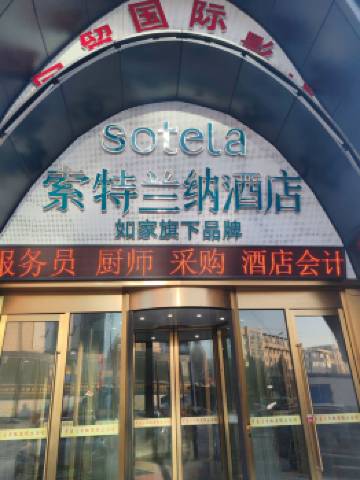 国际影
sotela
索特兰纳酒店
如家旗下品牌
服务员 厨师 采购 酒店会计